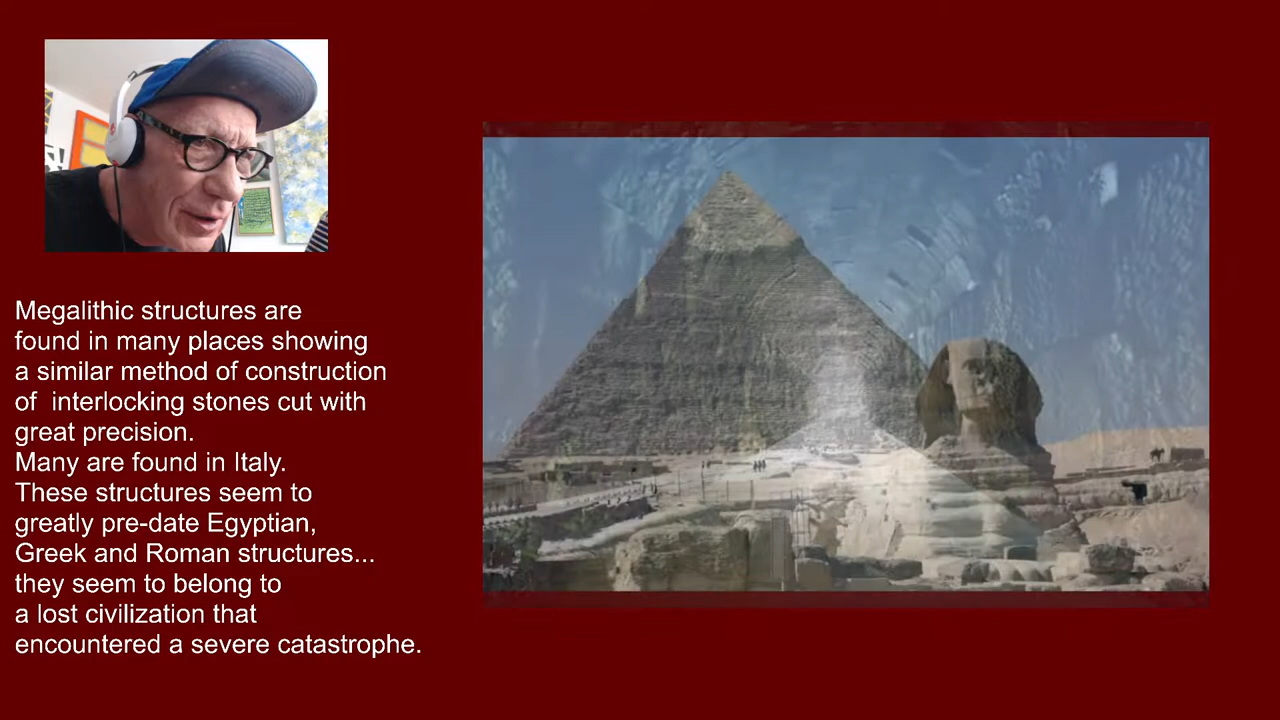 Megalithic structures are
found in many places showing
a similar method of construction
of  interlocking stones cut with
great precision.
Many are found in Italy.
These structures seem to
greatly pre-date Egyptian,
Greek and Roman structures...
they seem to belong to
a lost civilization that
encountered a severe catastrophe.